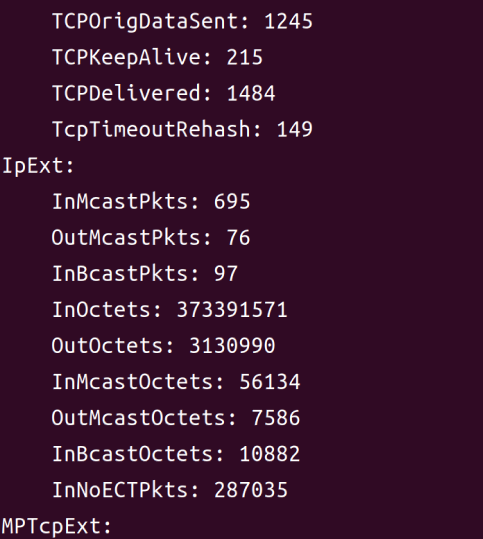 TCPOrigDataSent: 1245
TCPKeepAlive: 215
TCPDelivered: 1484
TcpTimeoutRehash: 149
IpExt:
InMcastPkts: 695
OutMcastPkts: 76
InBcastPkts: 97
InOctets: 373391571
OutOctets: 3130990
InMcastOctets: 56134
OutMcastOctets: 7586
InBcastOctets: 10882
InNoECTPkts: 287035
MPTcpExt: